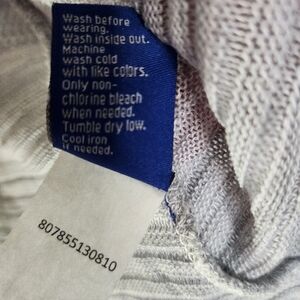 Wash before
wearing.
Wash inside out.
Machine
wash cold
with like colors.
Only non-
chlorine bleach
when needed.
Tumble dry low.
Cool iron
if needed.
807855130810